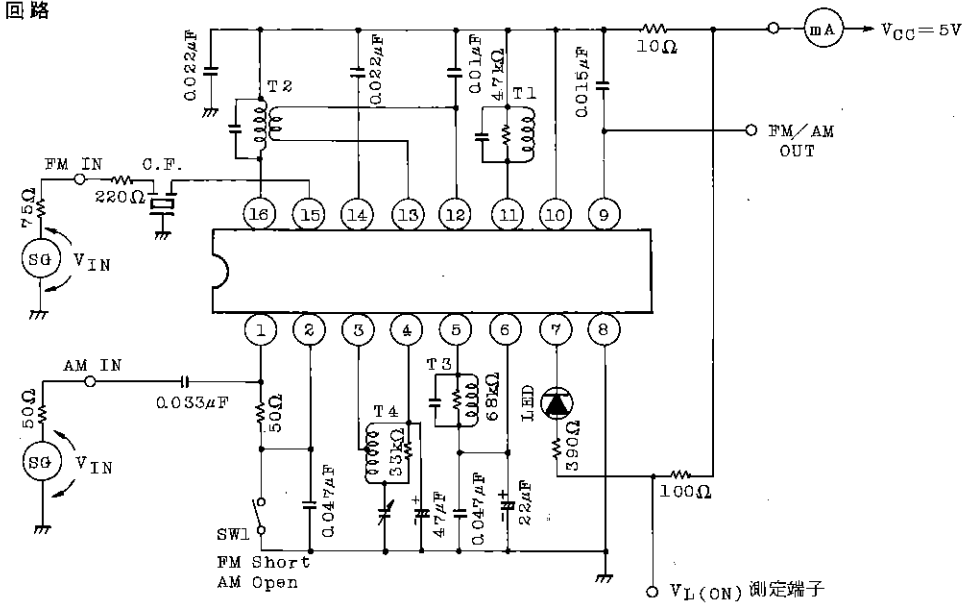 回路
0.022μF
T2
0.022μF
0.01μF
4.7kΩ
T1
10Ω
0.015μF
mA
VCC=5V
FM/AM
OUT
FM IN
C.F.
220Ω
75Ω
SG
VIN
16
15
14
13
12
11
10
9
1
2
3
4
5
6
7
8
AM IN
50Ω
0.033μF
SG
VIN
50Ω
T4
33kΩ
T3
68kΩ
LED
390Ω
100Ω
0.047μF
47μF
0.047μF
22μF
SW1
FM Short
AM Open
VL(ON) 測定端子